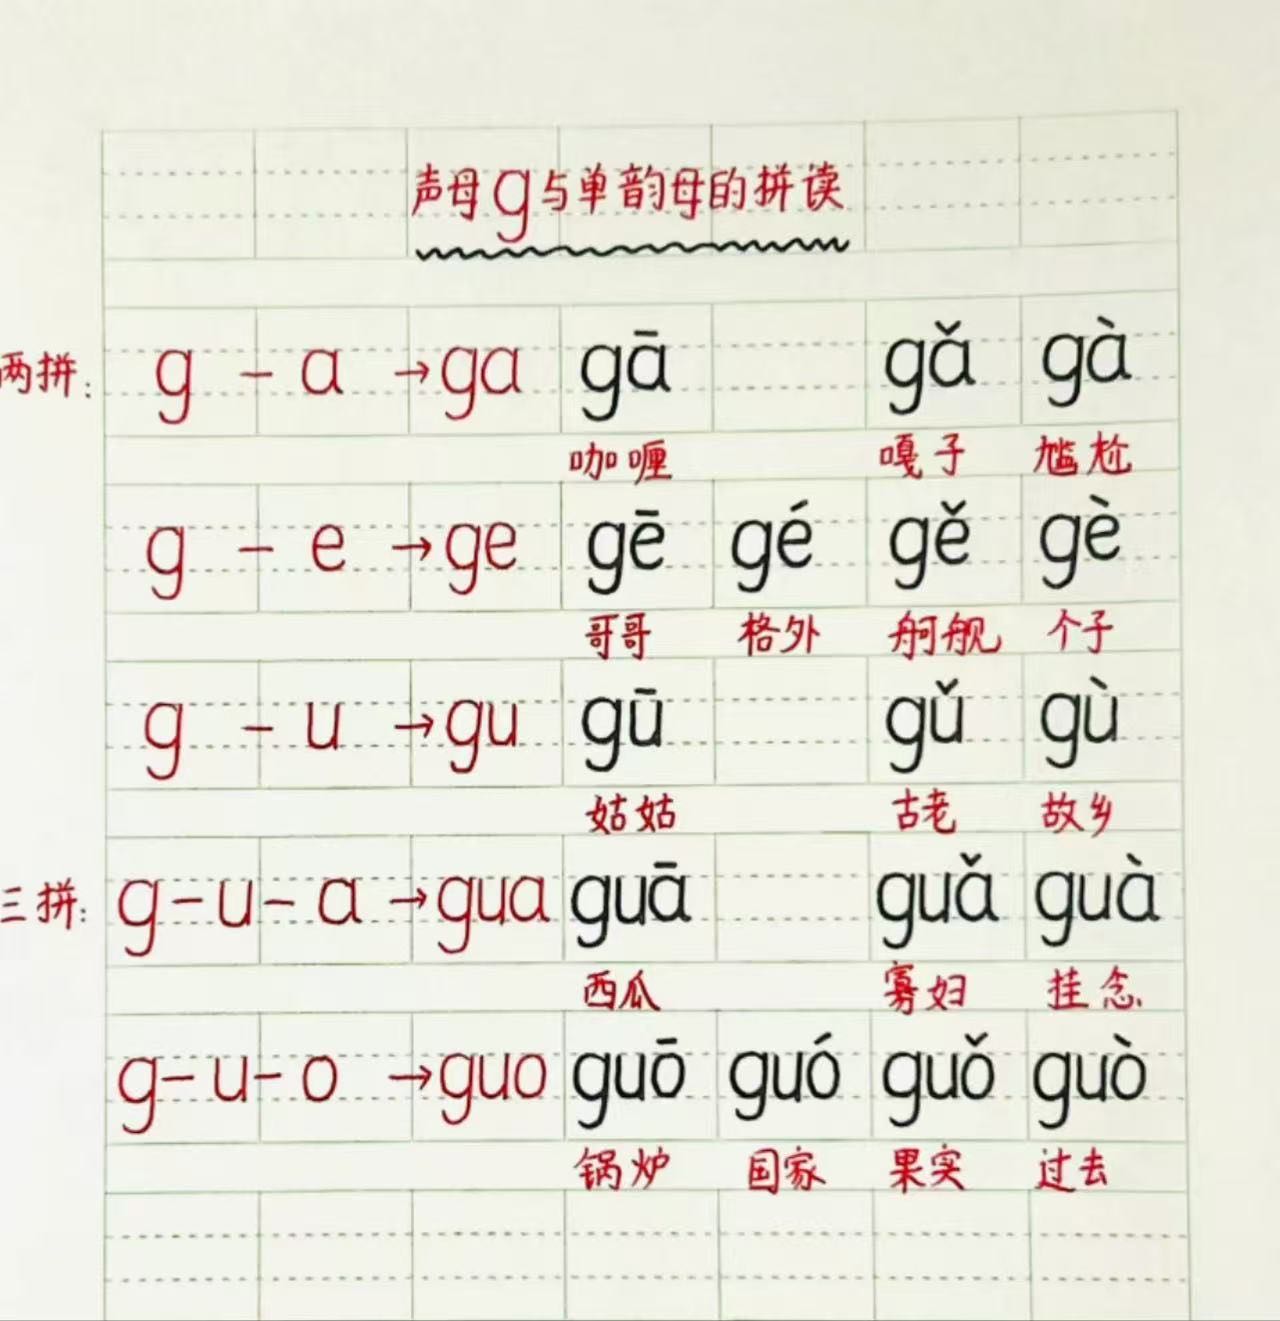 声母g与单韵母的拼读
两拼: g - a → ga gā gǎ gà
咖喱 嘎子 尴尬
g - e → ge gē gé gě gè
哥哥 格外 舸舰 个子
g - u → gu gū gǔ gù
姑姑 古老 故乡
三拼: g - u - a → gua guā guǎ guà
西瓜 寡妇 挂念
g - u - o → guo guō guó guǒ guò
锅炉 国家 果实 过去